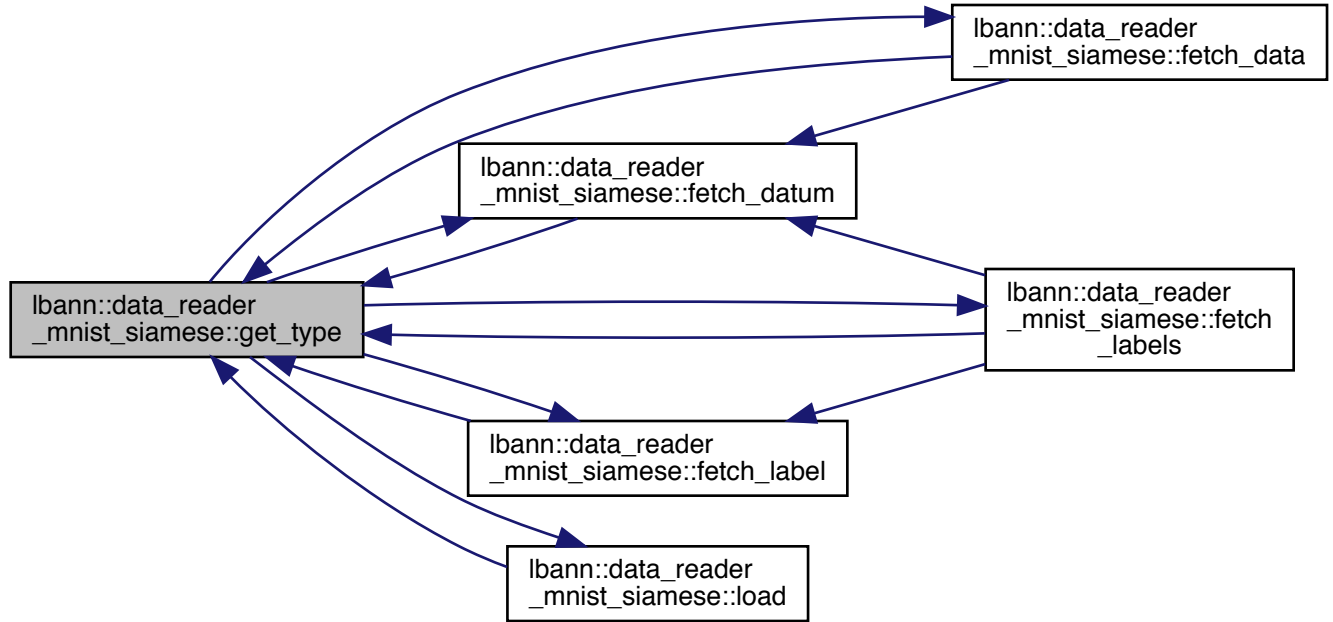 lbann::data_reader
_mnist_siamese::fetch_data
lbann::data_reader
_mnist_siamese::fetch_datum
lbann::data_reader
_mnist_siamese::get_type
lbann::data_reader
_mnist_siamese::fetch
_labels
lbann::data_reader
_mnist_siamese::fetch_label
lbann::data_reader
_mnist_siamese::load